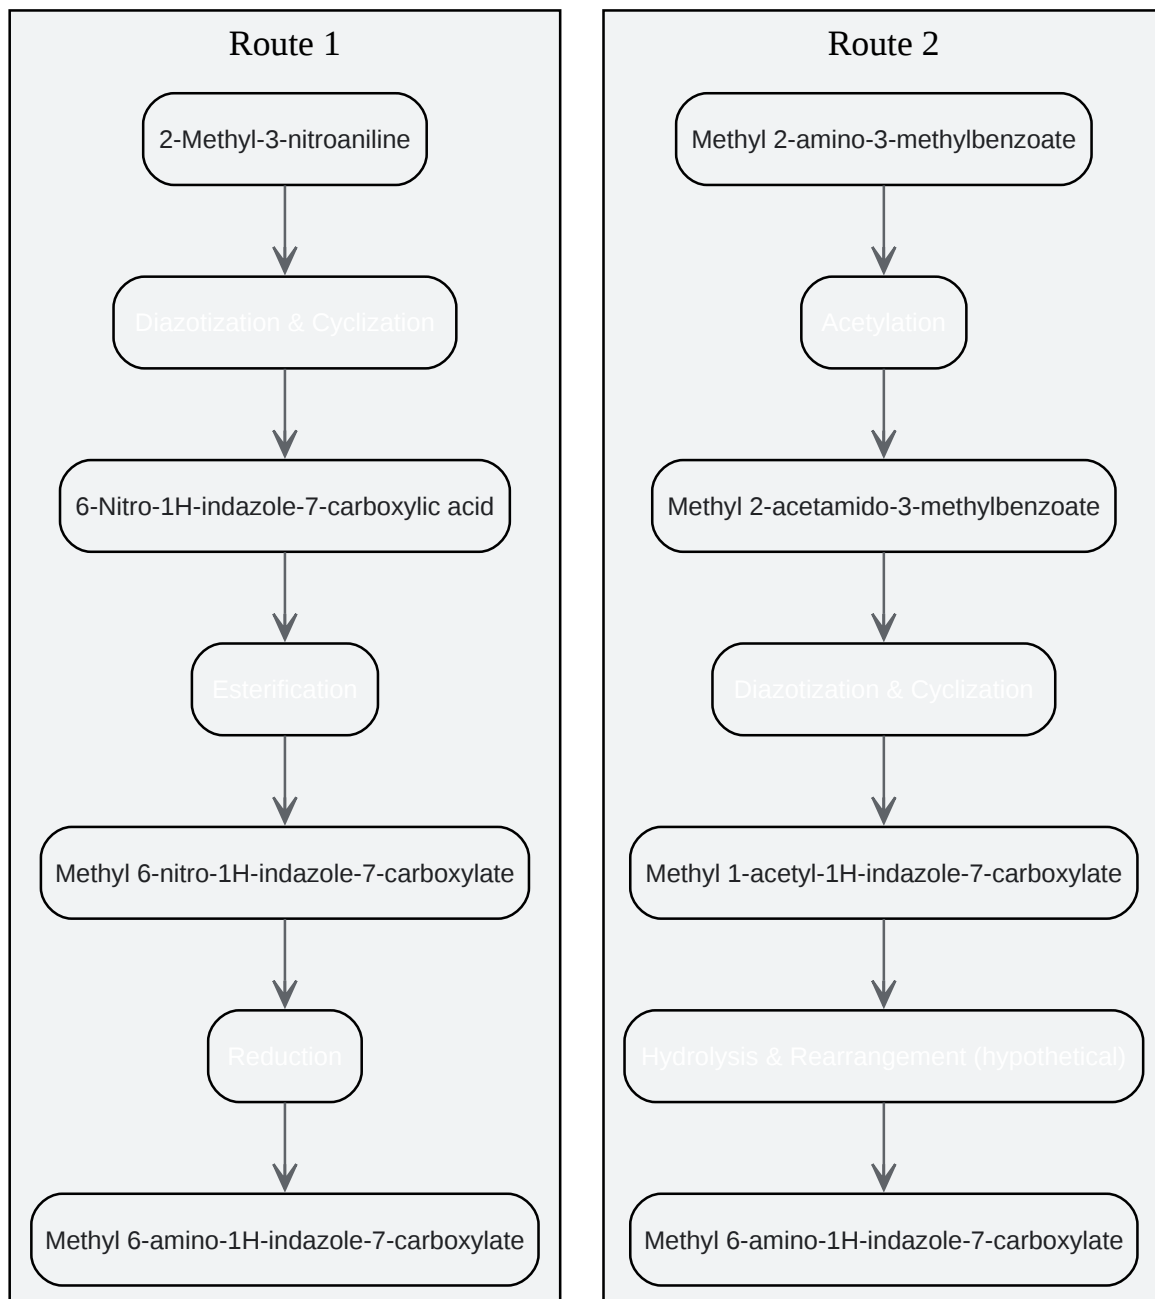 Route 1
2-Methyl-3-nitroaniline
Diazotization & Cyclization
6-Nitro-1H-indazole-7-carboxylic acid
Esterification
Methyl 6-nitro-1H-indazole-7-carboxylate
Reduction
Methyl 6-amino-1H-indazole-7-carboxylate
Route 2
Methyl 2-amino-3-methylbenzoate
Acetylation
Methyl 2-acetamido-3-methylbenzoate
Diazotization & Cyclization
Methyl 1-acetyl-1H-indazole-7-carboxylate
Hydrolysis & Rearrangement (hypothetical)
Methyl 6-amino-1H-indazole-7-carboxylate